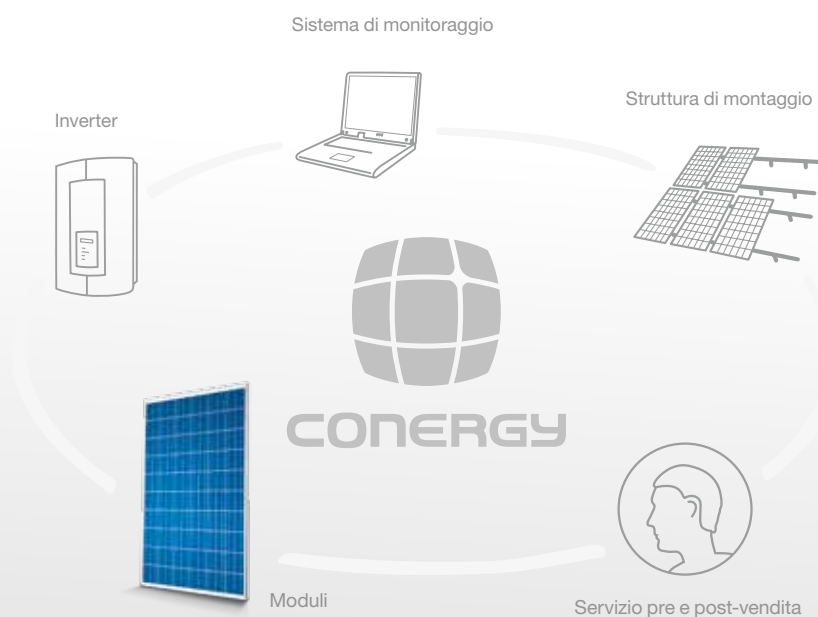 Sistema di monitoraggio
Struttura di montaggio
Inverter
CONERGY
Moduli
Servizio pre e post-vendita